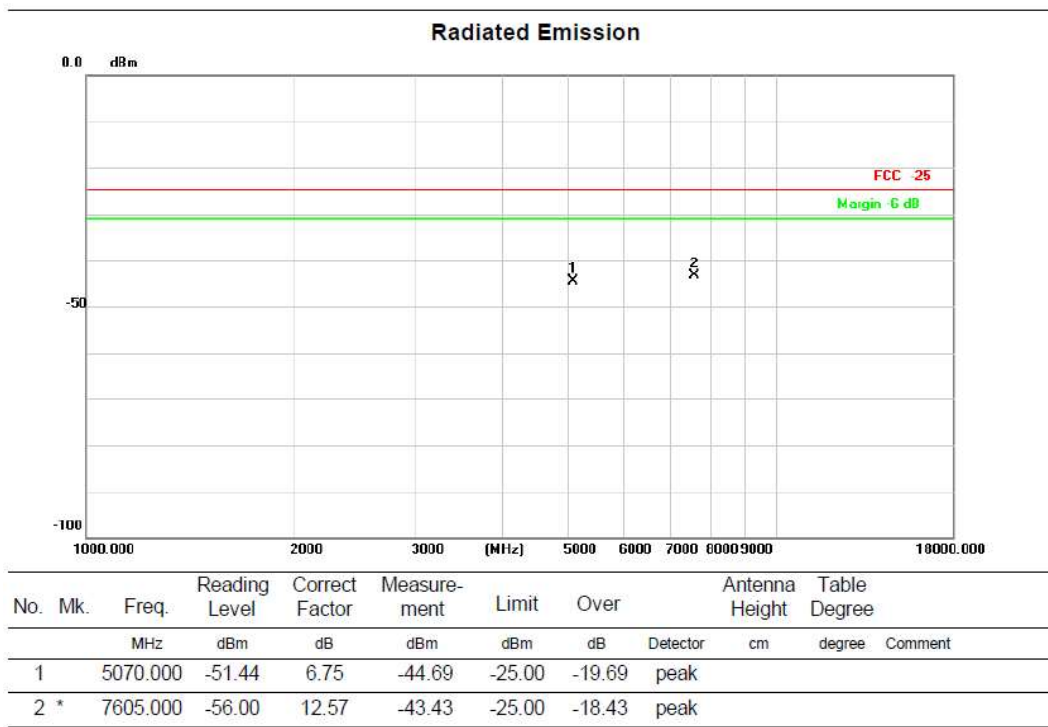 Radiated Emission
0.0 dBm
FCC -25
Margin -6 dB
1 2
-50
-100
1000.000 2000 3000 (MHz) 5000 6000 7000 8000 9000 18000.000
No. Mk. Freq. Reading Level Correct Factor Measure-ment Limit Over Antenna Height Table Degree
MHz dBm dB dBm dBm dB Detector cm degree Comment
1 5070.000 -51.44 6.75 -44.69 -25.00 -19.69 peak
2 * 7605.000 -56.00 12.57 -43.43 -25.00 -18.43 peak